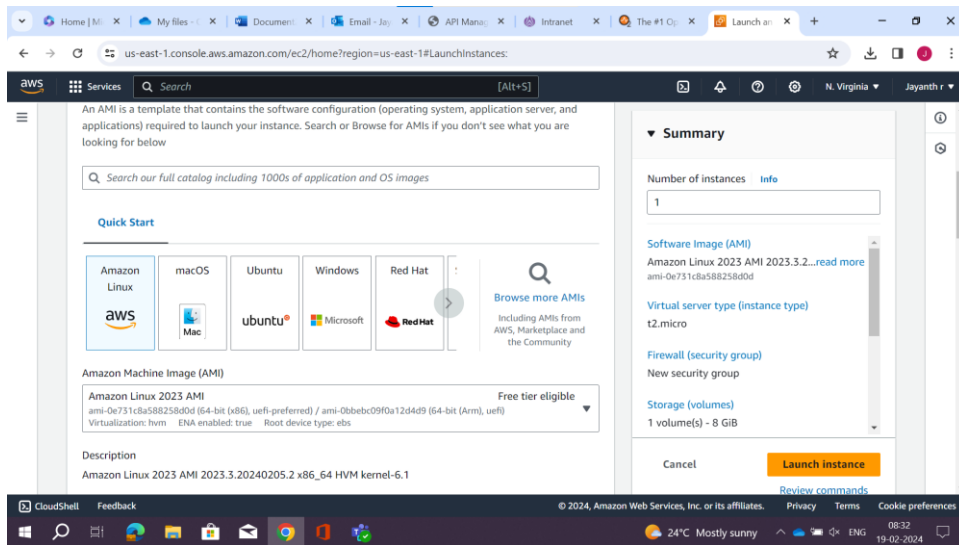 Home | Mi
My files - (
Document
Email - Jay
API Manag
Intranet
The #1 Op
Launch an
us-east-1.console.aws.amazon.com/ec2/home?region=us-east-1#LaunchInstances:
J
aws
Services
Search
[Alt+S]
N. Virginia
Jayanth r
An AMI is a template that contains the software configuration (operating system, application server, and
applications) required to launch your instance. Search or Browse for AMIs if you don't see what you are
looking for below
Search our full catalog including 1000s of application and OS images
Quick Start
Amazon
Linux
aws
macOS
Mac
Ubuntu
ubuntu®
Windows
Microsoft
Red Hat
Red Hat
Browse more AMIs
Including AMIs from
AWS, Marketplace and
the Community
Amazon Machine Image (AMI)
Amazon Linux 2023 AMI
Free tier eligible
ami-0e731c8a588258d0d (64-bit (x86), uefi-preferred) / ami-0bbebc09f0a12d4d9 (64-bit (Arm), uefi)
Virtualization: hvm ENA enabled: true Root device type: ebs
Description
Amazon Linux 2023 AMI 2023.3.20240205.2 x86_64 HVM kernel-6.1
Summary
Number of instances Info
1
Software Image (AMI)
Amazon Linux 2023 AMI 2023.3.2...read more
ami-0e731c8a588258d0d
Virtual server type (instance type)
t2.micro
Firewall (security group)
New security group
Storage (volumes)
1 volume(s) - 8 GiB
Cancel
Launch instance
Review commands
CloudShell
Feedback
© 2024, Amazon Web Services, Inc. or its affiliates.
Privacy
Terms
Cookie preferences
24°C Mostly sunny
ENG
08:32
19-02-2024